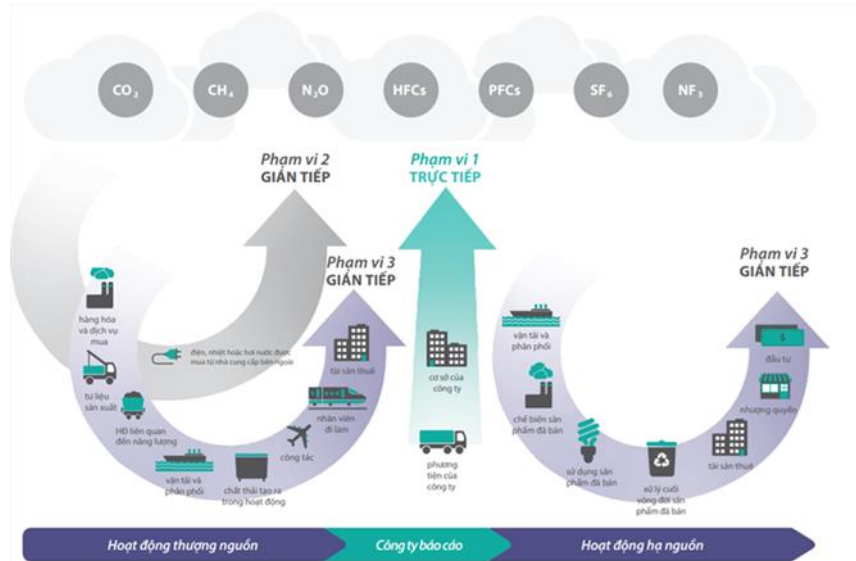 CO₂
CH₄
N₂O
HFCs
PFCs
SF₆
NF₃
Phạm vi 2
GIÁN TIẾP
Phạm vi 1
TRỰC TIẾP
Phạm vi 3
GIÁN TIẾP
Phạm vi 3
GIÁN TIẾP
hàng hóa
và dịch vụ
mua
điện, nhiệt hoặc hơi nước được
mua từ nhà cung cấp bên ngoài
tư liệu
sản xuất
HĐ liên quan
đến năng lượng
vận tải và
phân phối
chất thải tạo ra
trong hoạt động
công tác
nhân viên
đi làm
tài sản thuê
cơ sở của
công ty
phương
tiện của
công ty
vận tải và
phân phối
chế biến sản
phẩm đã bán
sử dụng sản
phẩm đã bán
xử lý cuối
vòng đời sản
phẩm đã bán
tài sản thuê
nhượng quyền
$
đầu tư
Hoạt động thượng nguồn
Công ty báo cáo
Hoạt động hạ nguồn